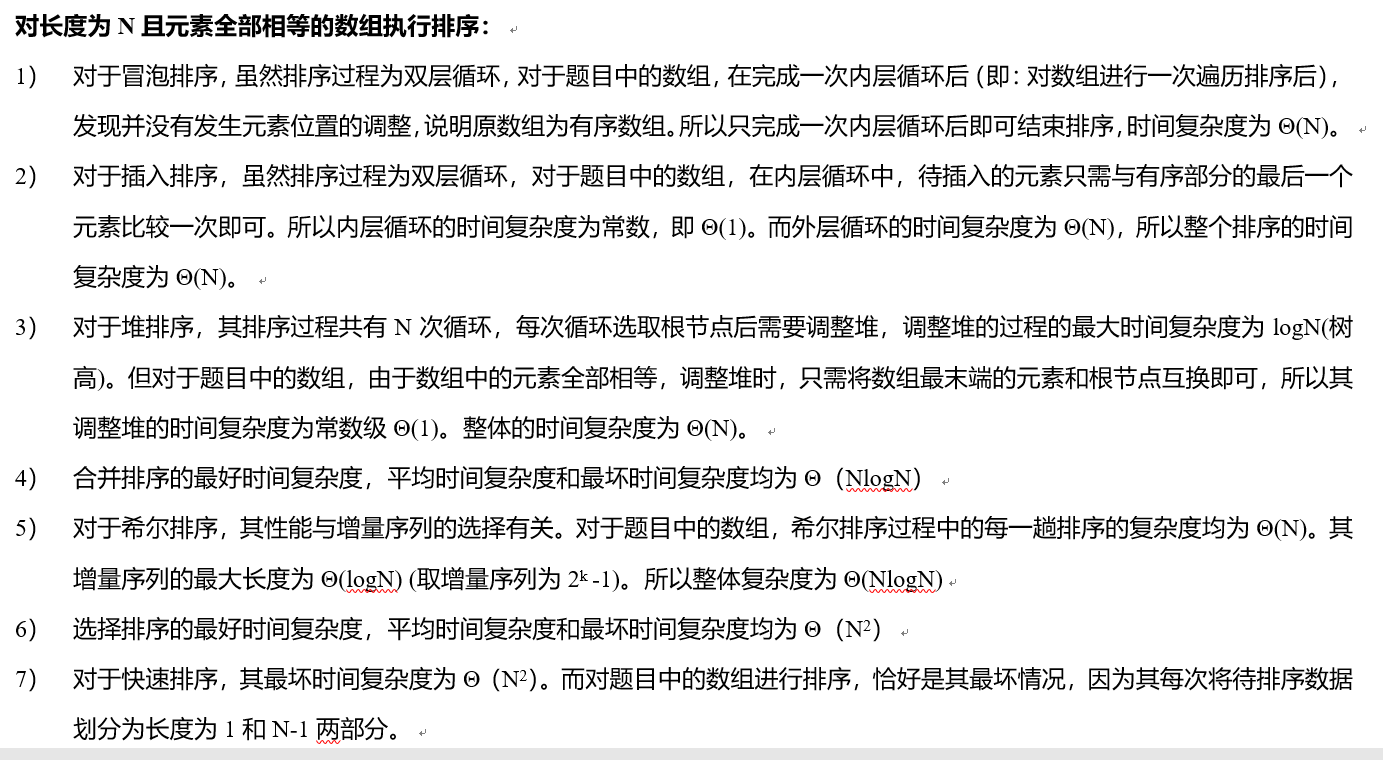 对长度为 N 且元素全部相等的数组执行排序：
1) 对于冒泡排序，虽然排序过程为双层循环，对于题目中的数组，在完成一次内层循环后（即：对数组进行一次遍历排序后），
发现并没有发生元素位置的调整，说明原数组为有序数组。所以只完成一次内层循环后即可结束排序，时间复杂度为 Θ(N)。
2) 对于插入排序，虽然排序过程为双层循环，对于题目中的数组，在内层循环中，待插入的元素只需与有序部分的最后一个
元素比较一次即可。所以内层循环的时间复杂度为常数，即 Θ(1)。而外层循环的时间复杂度为 Θ(N)，所以整个排序的时间
复杂度为 Θ(N)。
3) 对于堆排序，其排序过程共有 N 次循环，每次循环选取根节点后需要调整堆，调整堆的过程的最大时间复杂度为 logN(树
高)。但对于题目中的数组，由于数组中的元素全部相等，调整堆时，只需将数组最末端的元素和根节点互换即可，所以其
调整堆的时间复杂度为常数级 Θ(1)。整体的时间复杂度为 Θ(N)。
4) 合并排序的最好时间复杂度，平均时间复杂度和最坏时间复杂度均为 Θ（NlogN）
5) 对于希尔排序，其性能与增量序列的选择有关。对于题目中的数组，希尔排序过程中的每一趟排序的复杂度均为 Θ(N)。其
增量序列的最大长度为 Θ(logN) (取增量序列为 2ᵏ -1)。所以整体复杂度为 Θ(NlogN)
6) 选择排序的最好时间复杂度，平均时间复杂度和最坏时间复杂度均为 Θ（N²）
7) 对于快速排序，其最坏时间复杂度为 Θ（N²）。而对题目中的数组进行排序，恰好是其最坏情况，因为其每次将待排序数据
划分为长度为 1 和 N-1 两部分。